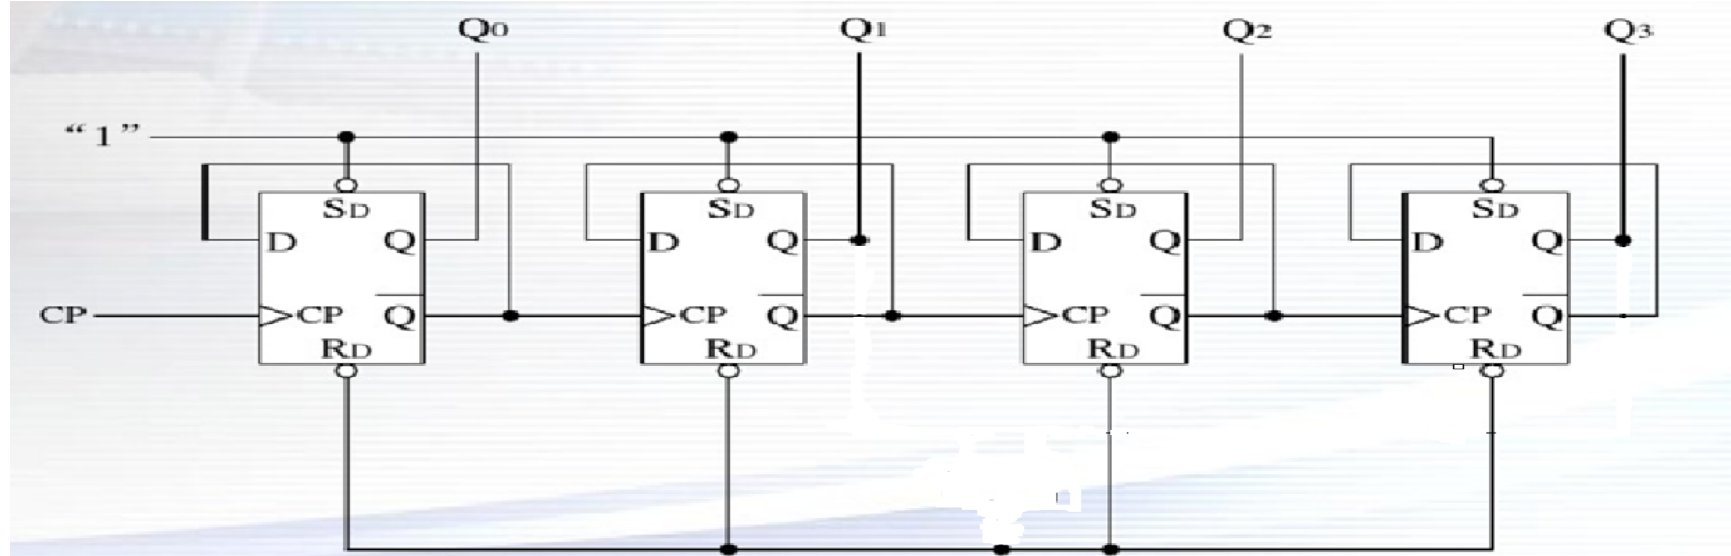 Q0 Q1 Q2 Q3
“1”
SD SD SD SD
D Q D Q D Q D Q
CP CP Q CP Q CP Q CP Q
RD RD RD RD